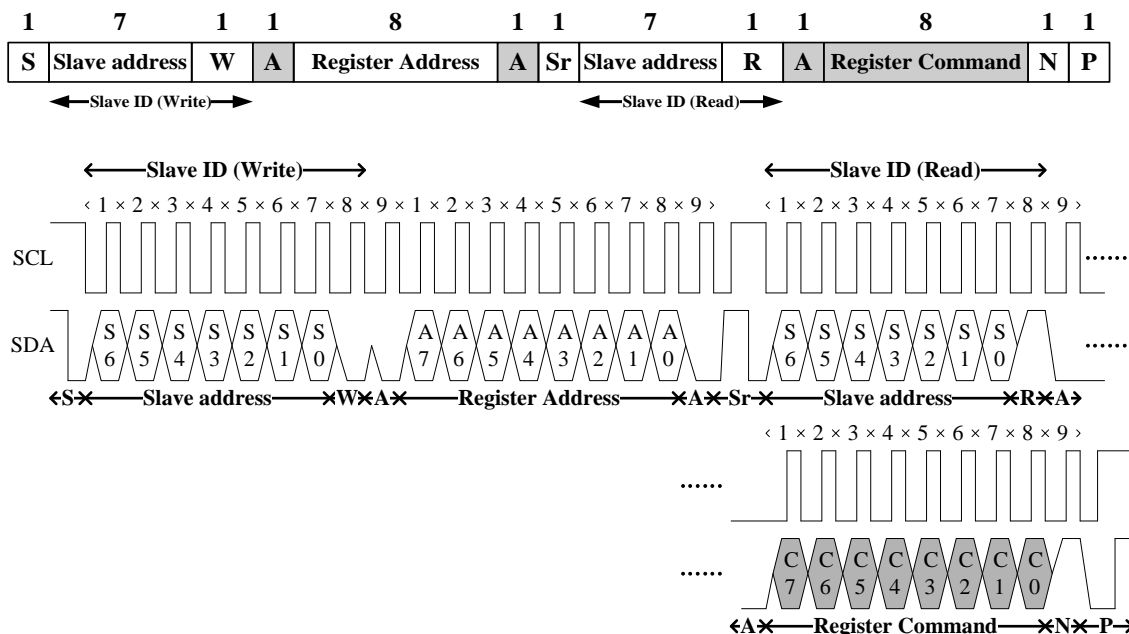 1 7 1 1 8 1 1 7 1 1 8 1 1
S Slave address W A Register Address A Sr Slave address R A Register Command N P
Slave ID (Write) Slave ID (Read)
Slave ID (Write) Slave ID (Read)
1 × 2 × 3 × 4 × 5 × 6 × 7 × 8 × 9 × 1 × 2 × 3 × 4 × 5 × 6 × 7 × 8 × 9 1 × 2 × 3 × 4 × 5 × 6 × 7 × 8 × 9
SCL ......
SDA S6 S5 S4 S3 S2 S1 S0 A7 A6 A5 A4 A3 A2 A1 A0 S6 S5 S4 S3 S2 S1 S0 ......
S Slave address W A Register Address A Sr Slave address R A
1 × 2 × 3 × 4 × 5 × 6 × 7 × 8 × 9
......
...... C7 C6 C5 C4 C3 C2 C1 C0
A Register Command N P